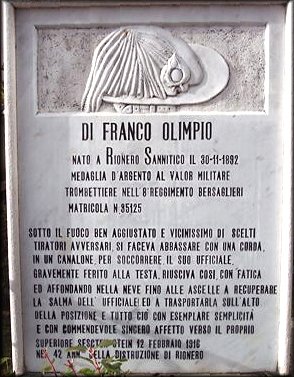 DI FRANCO OLIMPIO
NATO A RIONERO SANNITICO IL 30-11-1892
MEDAGLIA D'ARGENTO AL VALOR MILITARE
TROMBETTIERE NELL'8°REGGIMENTO BERSAGLIERI
MATRICOLA N.35125
SOTTO IL FUOCO BEN AGGIUSTATO E VICINISSIMO DI SCELTI
TIRATORI AVVERSARI, SI FACEVA ABBASSARE CON UNA CORDA,
IN UN CANALONE, PER SOCCORRERE, IL SUO UFFICIALE,
GRAVEMENTE FERITO ALLA TESTA, RIUSCIVA COSI, CON FATICA
ED AFFONDANDO NELLA NEVE FINO ALLE ASCELLE A RECUPERARE
LA SALMA DELL'UFFICIALE! ED A TRASPORTARLA SULL'ALTO
DELLA POSIZIONE E TUTTO CIO' CON ESEMPLARE SEMPLICITÁ
E CON COMMENDEVOLE SINCERO AFFETTO VERSO IL PROPRIO
SUPERIORE 12 FEBBRAIO 1916
NEL 42 DISTRUZIONE DI RIONERO